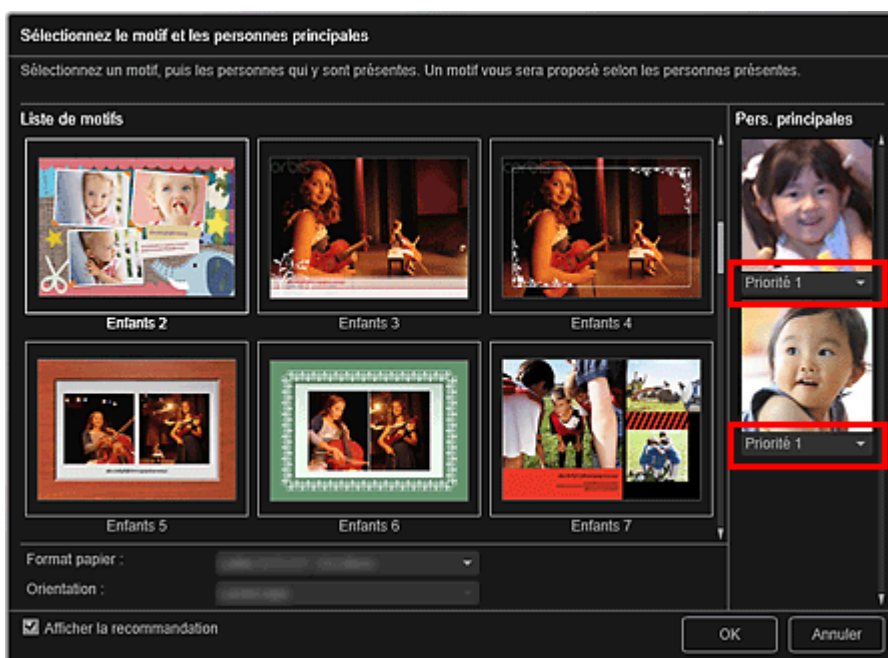 Sélectionnez le motif et les personnes principales
Sélectionnez un motif, puis les personnes qui y sont présentes. Un motif vous sera proposé selon les personnes présentes.
Liste de motifs
Pers. principales
Enfants 2
Enfants 3
Enfants 4
Priorité 1
Priorité 1
Enfants 5
Enfants 6
Enfants 7
Format papier :
Orientation :
Afficher la recommandation
OK
Annuler